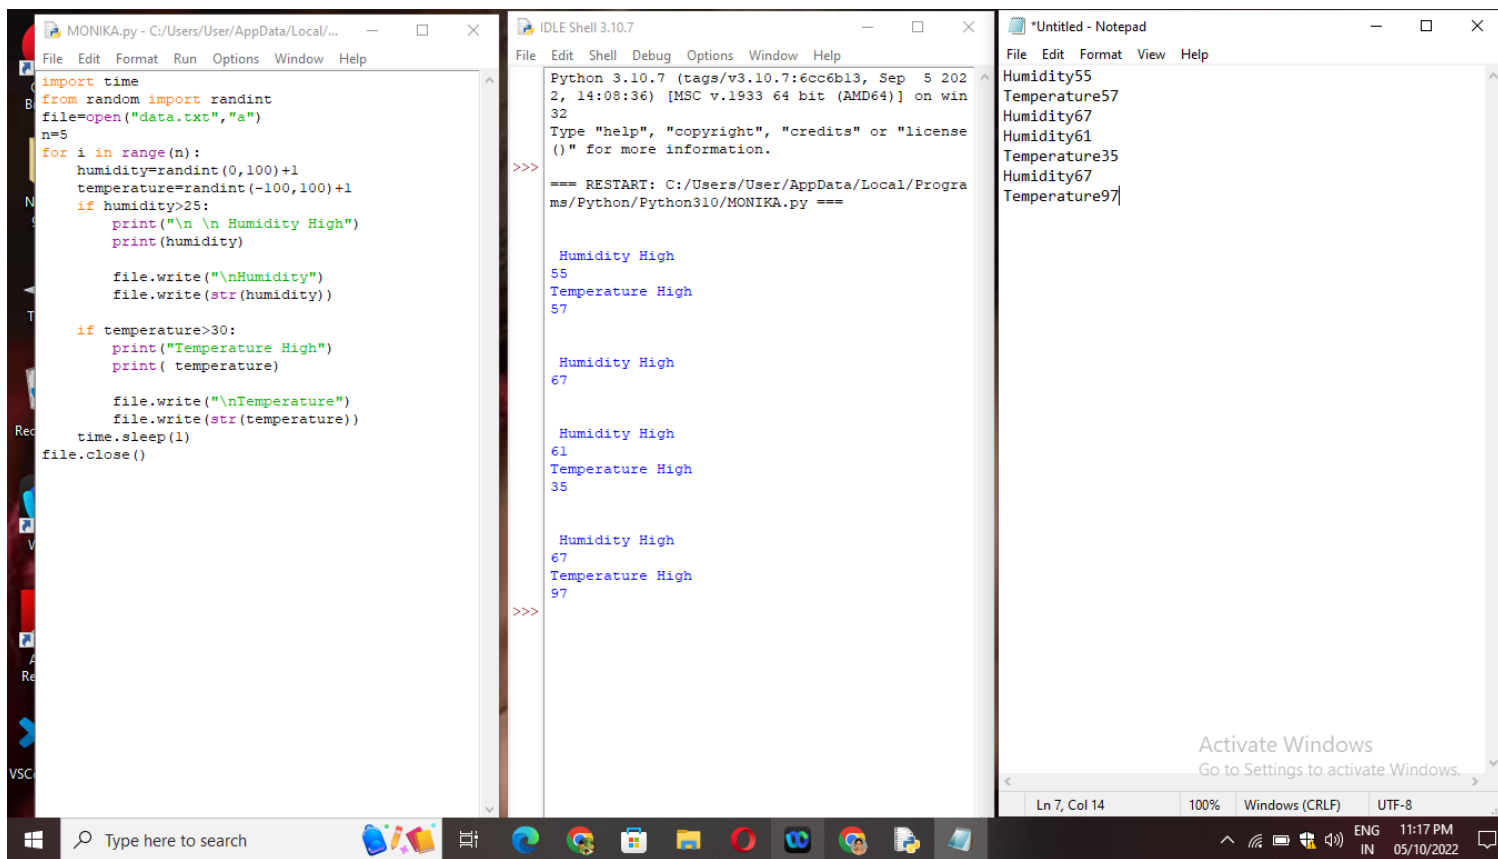 MONIKA.py - C:/Users/User/AppData/Local/...
File Edit Format Run Options Window Help
import time
from random import randint
file=open("data.txt","a")
n=5
for i in range(n):
    humidity=randint(0,100)+1
    temperature=randint(-100,100)+1
    if humidity>25:
        print("\n \n Humidity High")
        print(humidity)
        file.write("\nHumidity")
        file.write(str(humidity))
    if temperature>30:
        print("Temperature High")
        print( temperature)
        file.write("\nTemperature")
        file.write(str(temperature))
    time.sleep(1)
file.close()
IDLE Shell 3.10.7
File Edit Shell Debug Options Window Help
Python 3.10.7 (tags/v3.10.7:6cc6b13, Sep  5 202
2, 14:08:36) [MSC v.1933 64 bit (AMD64)] on win
32
Type "help", "copyright", "credits" or "license
()" for more information.
>>>
=== RESTART: C:/Users/User/AppData/Local/Progra
ms/Python/Python310/MONIKA.py ===
Humidity High
55
Temperature High
57
Humidity High
67
Humidity High
61
Temperature High
35
Humidity High
67
Temperature High
97
>>>
*Untitled - Notepad
File Edit Format View Help
Humidity55
Temperature57
Humidity67
Humidity61
Temperature35
Humidity67
Temperature97
Activate Windows
Go to Settings to activate Windows.
Ln 7, Col 14 100% Windows (CRLF) UTF-8
Type here to search
ENG 11:17 PM
IN 05/10/2022